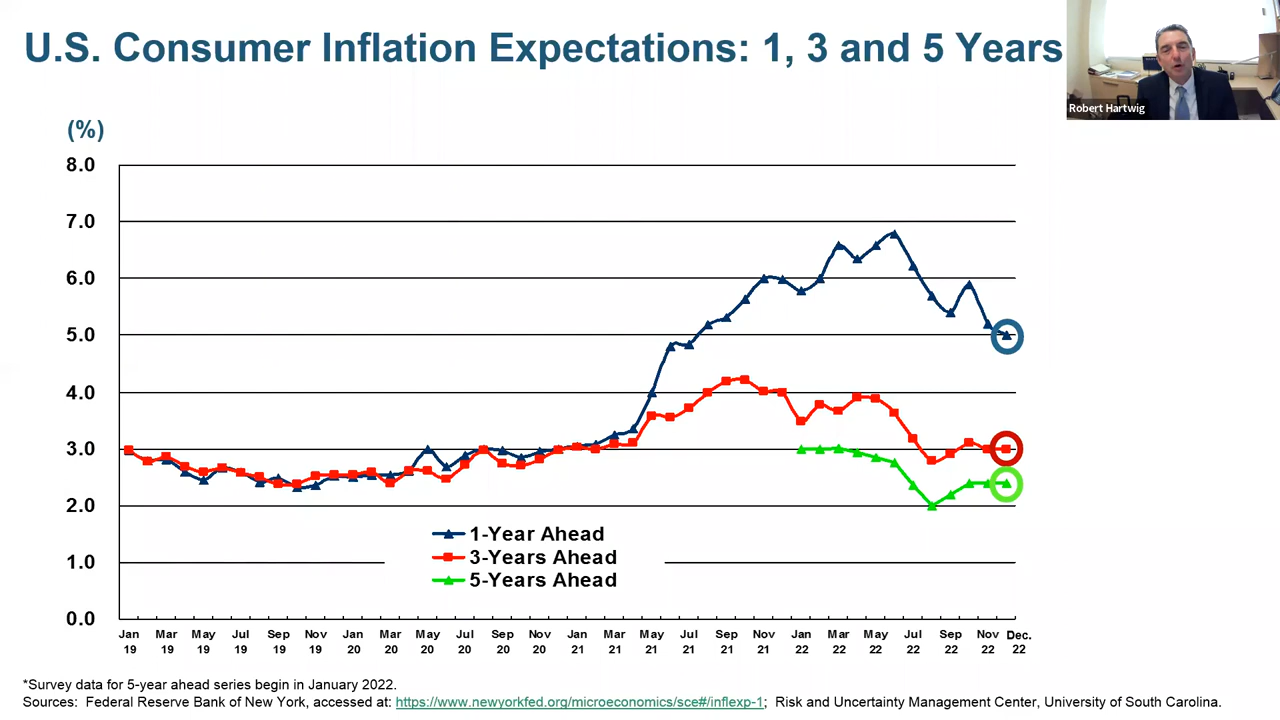 U.S. Consumer Inflation Expectations: 1, 3 and 5 Years
Robert Hartwig
(%)
8.0
7.0
6.0
5.0
4.0
3.0
2.0
1.0
0.0
1-Year Ahead
3-Years Ahead
5-Years Ahead
Jan Mar May Jul Sep Nov Jan Mar May Jul Sep Nov Jan Mar May Jul Sep Nov Jan Mar May Jul Sep Nov Dec.
19 19 19 19 19 19 20 20 20 20 20 20 21 21 21 21 21 21 22 22 22 22 22 22 22
*Survey data for 5-year ahead series begin in January 2022.
Sources: Federal Reserve Bank of New York, accessed at: https://www.newyorkfed.org/microeconomics/sce#/inflexp-1; Risk and Uncertainty Management Center, University of South Carolina.